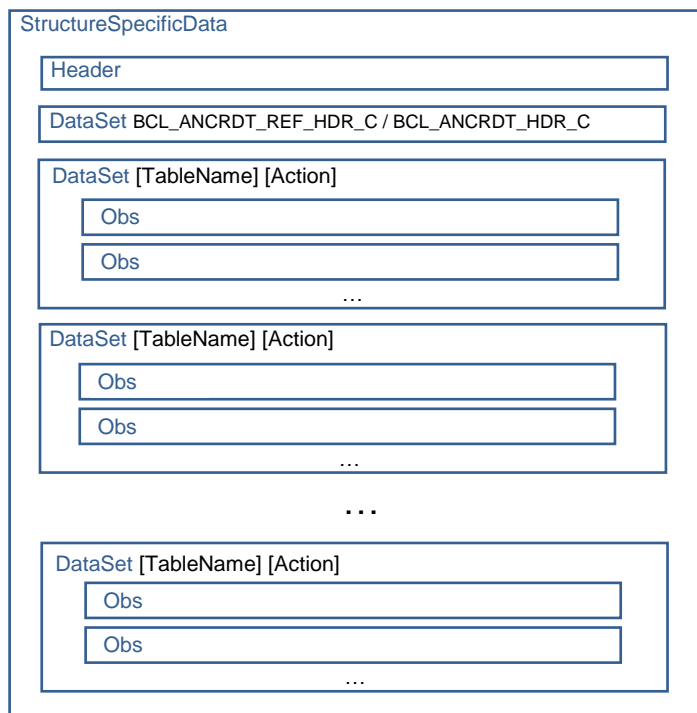 StructureSpecificData
Header
DataSet BCL_ANCRDT_REF_HDR_C / BCL_ANCRDT_HDR_C
DataSet [TableName] [Action]
Obs
Obs
...
DataSet [TableName] [Action]
Obs
Obs
...
...
DataSet [TableName] [Action]
Obs
Obs
...